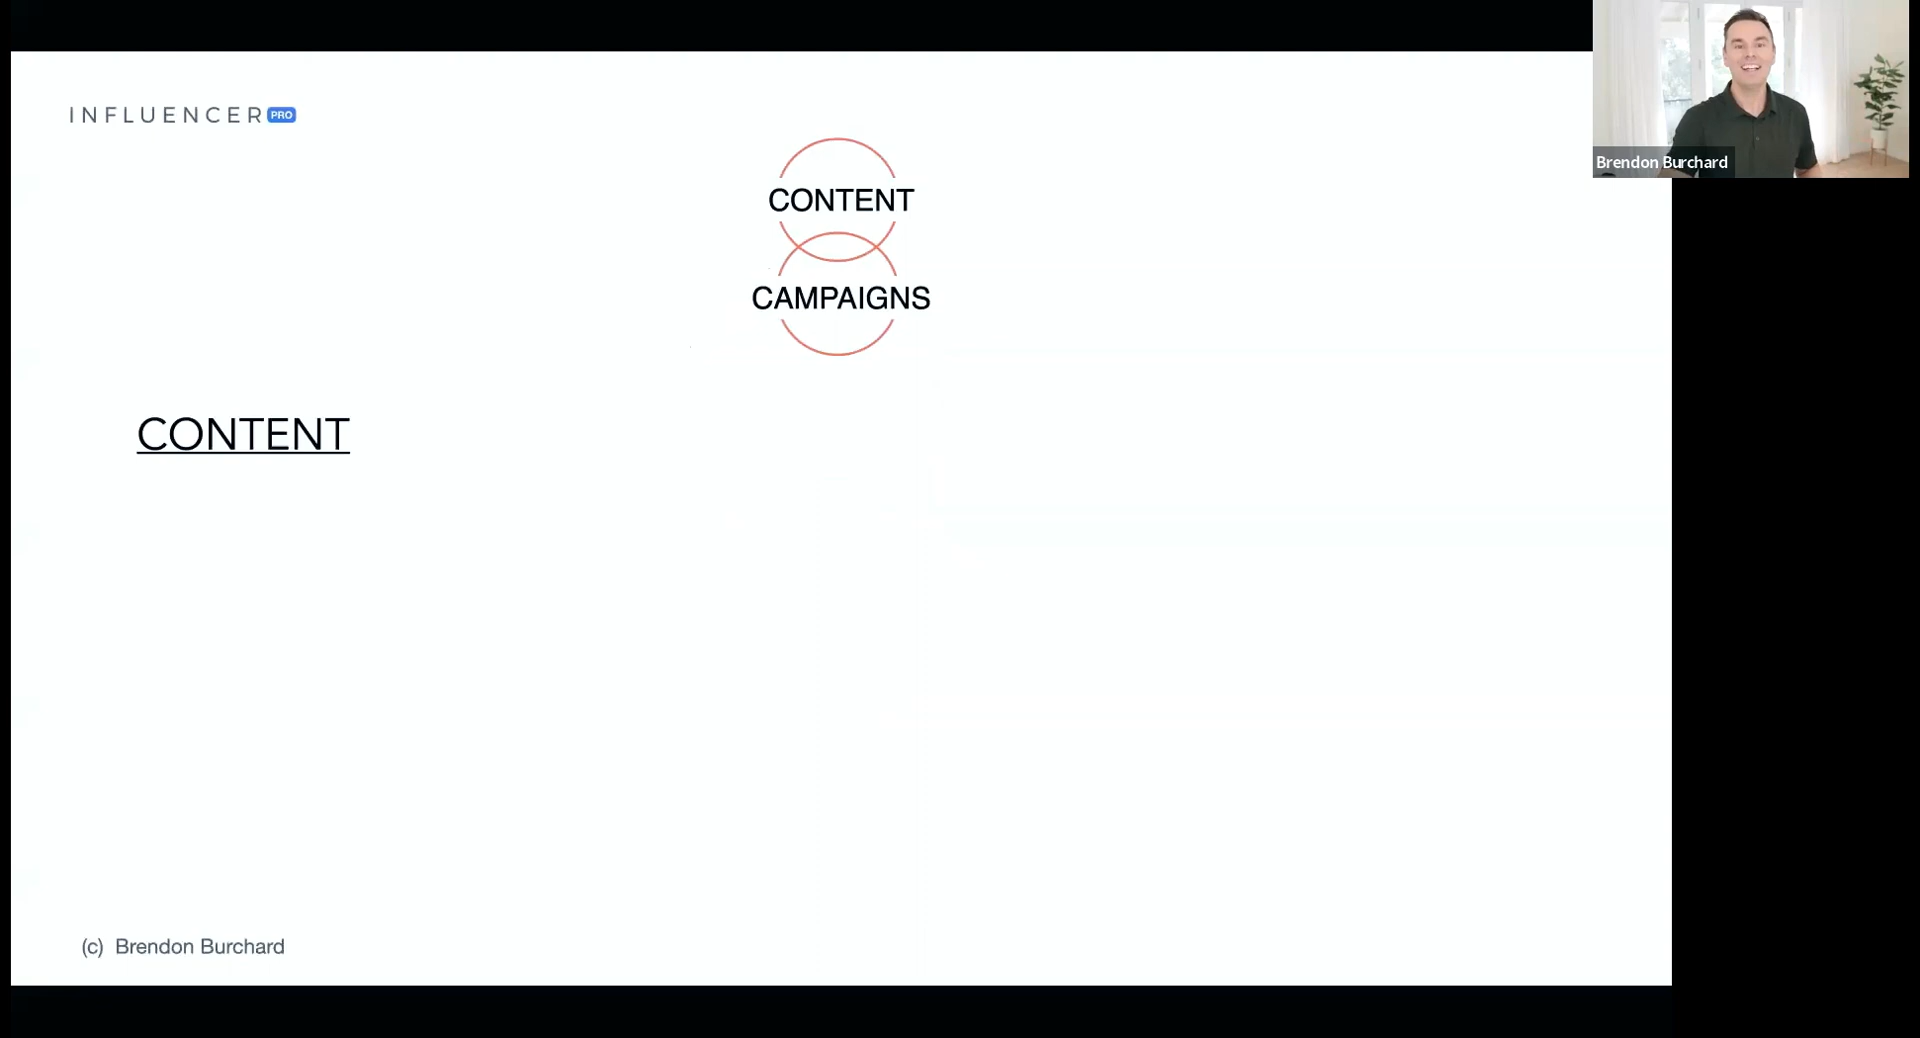 INFLUENCER PRO
Brendon Burchard
CONTENT
CAMPAIGNS
CONTENT
(c) Brendon Burchard